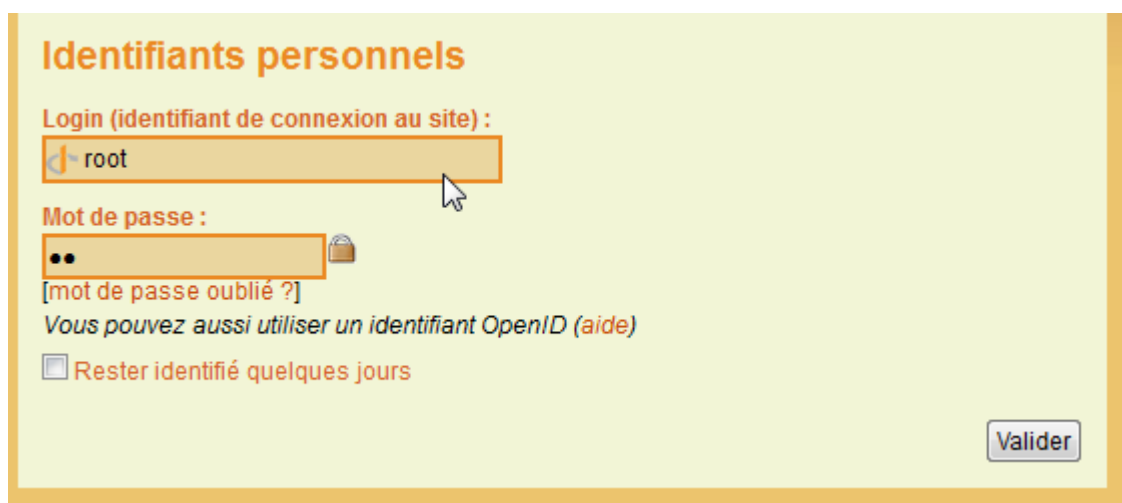 Identifiants personnels
Login (identifiant de connexion au site) :
root
Mot de passe :
••
[mot de passe oublié ?]
Vous pouvez aussi utiliser un identifiant OpenID (aide)
Rester identifié quelques jours
Valider